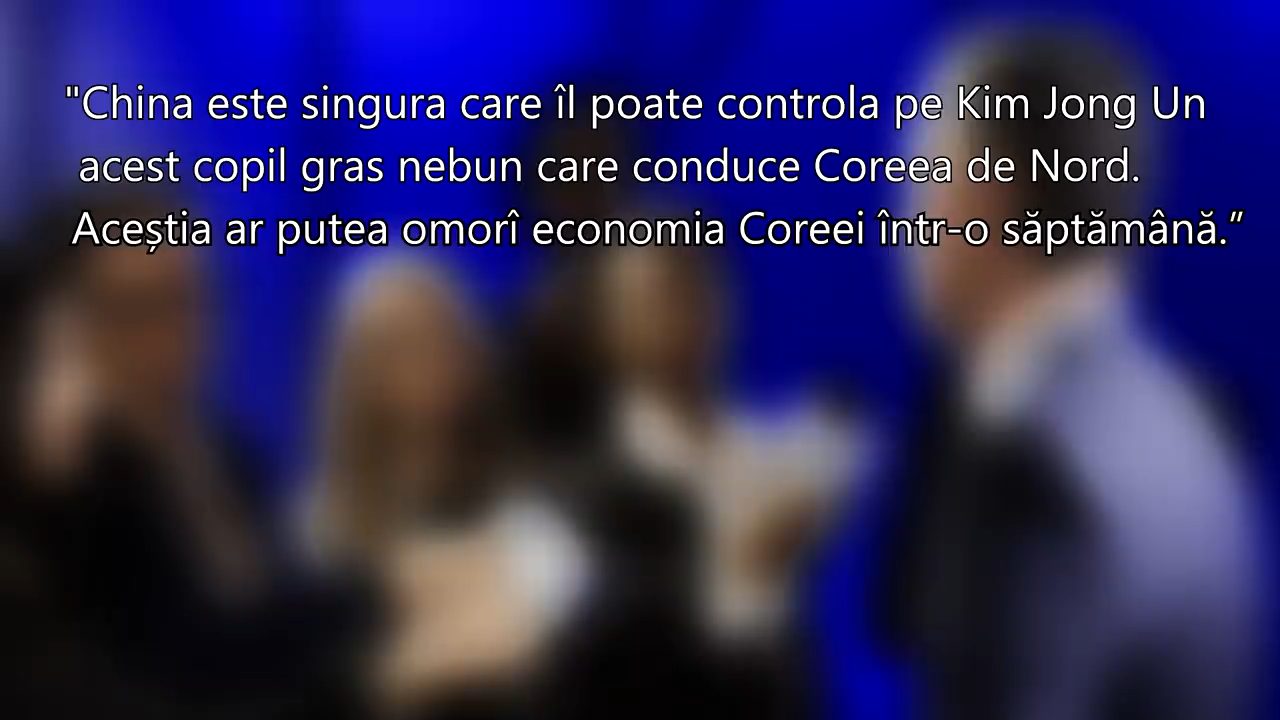 "China este singura care îl poate controla pe Kim Jong Un
acest copil gras nebun care conduce Coreea de Nord.
Aceștia ar putea omorî economia Coreei într-o săptămână.”